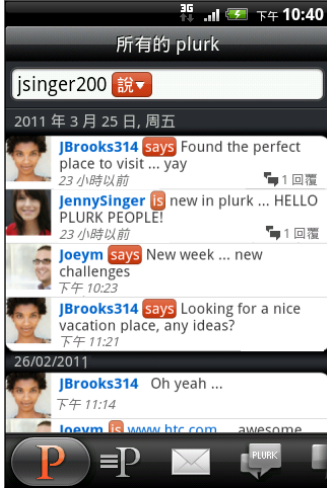 3G 下午 10:40
所有的 plurk
jsinger200 說▾
2011 年 3 月 25 日, 周五
JBrooks314 says Found the perfect
place to visit ... yay
23 小時以前 1 回覆
JennySinger is new in plurk ... HELLO
PLURK PEOPLE!
23 小時以前 1 回覆
Joeym says New week ... new
challenges
下午 10:23
JBrooks314 says Looking for a nice
vacation place, any ideas?
下午 11:21
26/02/2011
JBrooks314 Oh yeah ...
下午 11:14
Joeym is www.htc.com ... awesome
P P PLURK